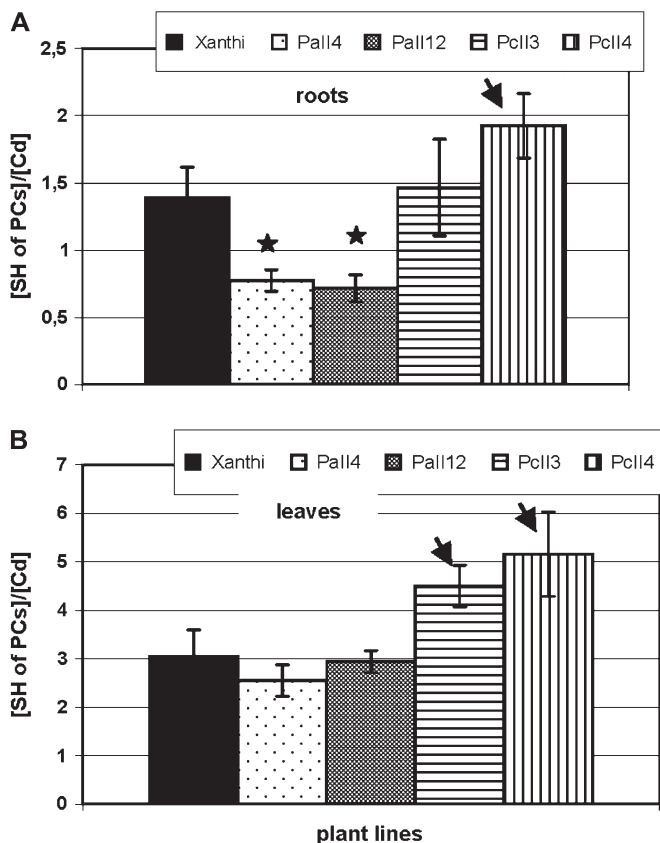 A
Xanthi PaII4 PaII12 PcII3 PcII4
roots
[SH of PCs]/[Cd]
2,5
2
1,5
1
0,5
0
B
Xanthi PaII4 PaII12 PcII3 PcII4
leaves
[SH of PCs]/[Cd]
7
6
5
4
3
2
1
0
plant lines